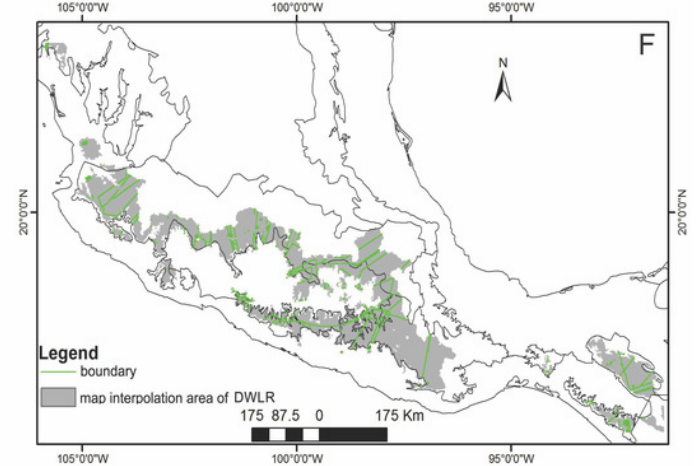 105°0'0"W 100°0'0"W 95°0'0"W
F
N
20°0'0"N 20°0'0"N
Legend
boundary
map interpolation area of DWLR
175 87.5 0 175 Km
105°0'0"W 100°0'0"W 95°0'0"W